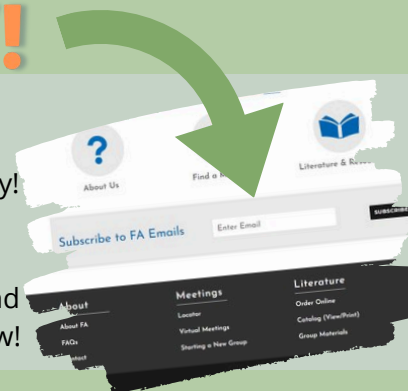 !
y!
nd
w!
?
About Us
Find a
Literature &
Subscribe to FA Emails
Enter Email
SUBSCRIBE
About
About FA
FAQs
Meetings
Locator
Virtual Meetings
Starting a New Group
Literature
Order Online
Catalog (View/Print)
Group Materials